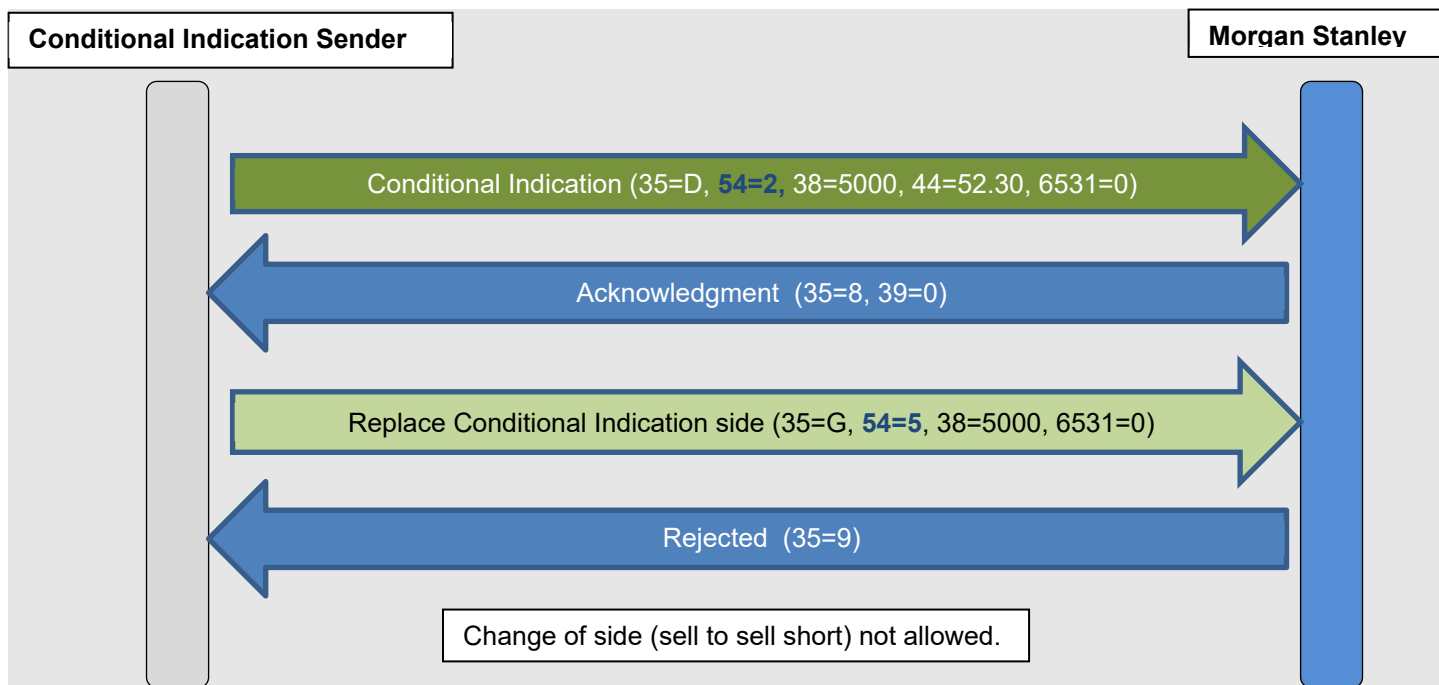 Conditional Indication Sender
Morgan Stanley
Conditional Indication (35=D, 54=2, 38=5000, 44=52.30, 6531=0)
Acknowledgment (35=8, 39=0)
Replace Conditional Indication side (35=G, 54=5, 38=5000, 6531=0)
Rejected (35=9)
Change of side (sell to sell short) not allowed.